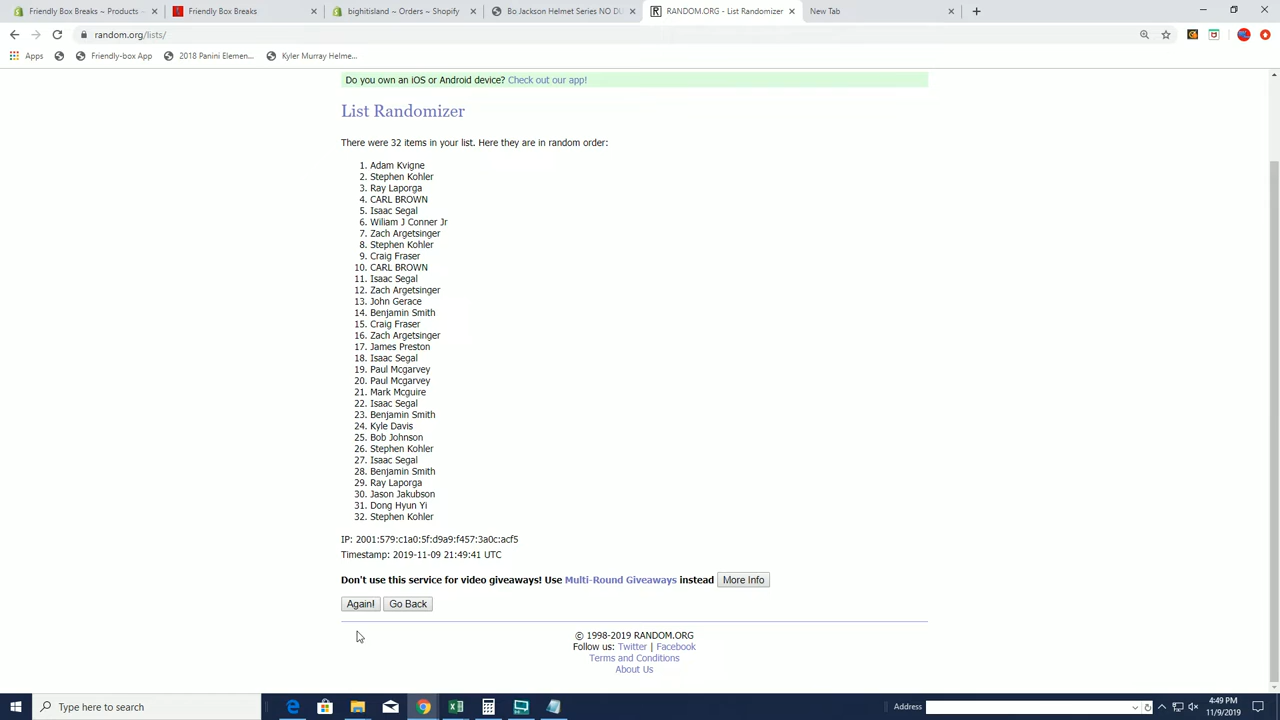 Friendly Box Breaks ~ Products ~
Friendly Box Breaks
bighitisland ~ Orders ~ Shopify
Bo Jackson Helmet Series NO DU
RANDOM.ORG - List Randomizer
New Tab
random.org/lists/
Apps
Friendly-box App
2018 Panini Elemen...
Kyler Murray Helme...
Do you own an iOS or Android device? Check out our app!
List Randomizer
There were 32 items in your list. Here they are in random order:
1. Adam Kvigne
2. Stephen Kohler
3. Ray Laporga
4. CARL BROWN
5. Isaac Segal
6. Wiliam J Conner Jr
7. Zach Argetsinger
8. Stephen Kohler
9. Craig Fraser
10. CARL BROWN
11. Isaac Segal
12. Zach Argetsinger
13. John Gerace
14. Benjamin Smith
15. Craig Fraser
16. Zach Argetsinger
17. James Preston
18. Isaac Segal
19. Paul Mcgarvey
20. Paul Mcgarvey
21. Mark Mcguire
22. Isaac Segal
23. Benjamin Smith
24. Kyle Davis
25. Bob Johnson
26. Stephen Kohler
27. Isaac Segal
28. Benjamin Smith
29. Ray Laporga
30. Jason Jakubson
31. Dong Hyun Yi
32. Stephen Kohler
IP: 2001:579:c1a0:5f:d9a9:f457:3a0c:acf5
Timestamp: 2019-11-09 21:49:41 UTC
Don't use this service for video giveaways! Use Multi-Round Giveaways instead More Info
Again! Go Back
© 1998-2019 RANDOM.ORG
Follow us: Twitter | Facebook
Terms and Conditions
About Us
Type here to search
Address
4:49 PM
11/9/2019